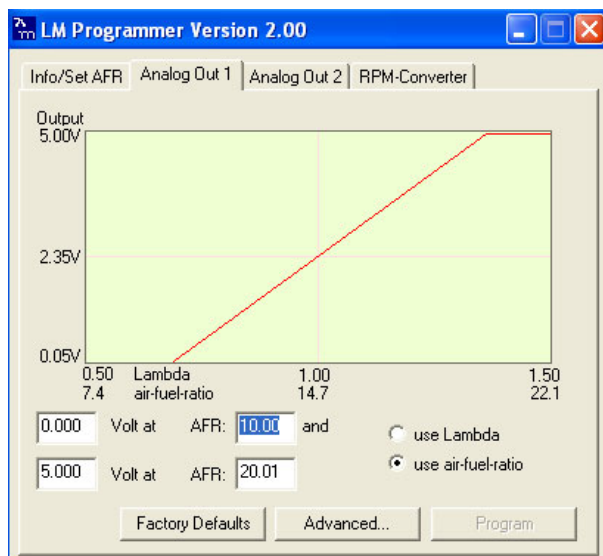 LM Programmer Version 2.00
Info/Set AFR Analog Out 1 Analog Out 2 RPM-Converter
Output
5.00V
2.35V
0.05V
0.50 Lambda 1.00 1.50
7.4 air-fuel-ratio 14.7 22.1
0.000 Volt at AFR: 10.00 and
use Lambda
5.000 Volt at AFR: 20.01
use air-fuel-ratio
Factory Defaults Advanced... Program